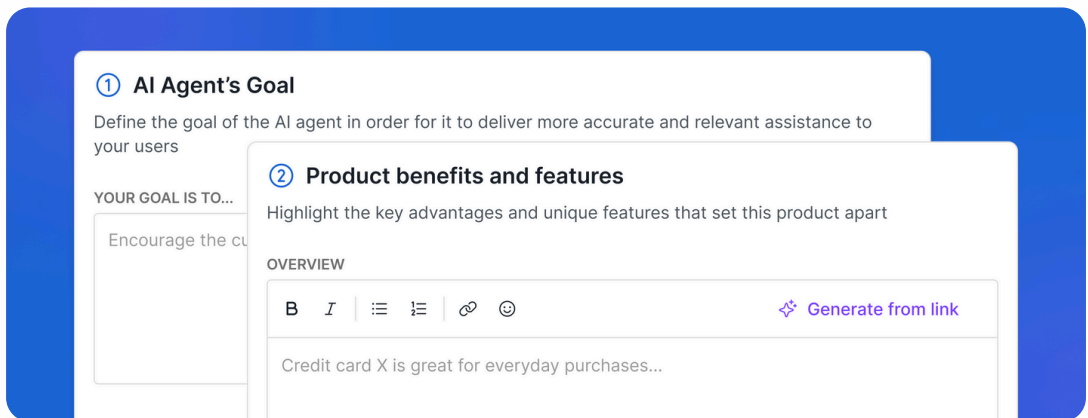 1 AI Agent's Goal
Define the goal of the AI agent in order for it to deliver more accurate and relevant assistance to
your users
YOUR GOAL IS TO...
Encourage the
2 Product benefits and features
Highlight the key advantages and unique features that set this product apart
OVERVIEW
B I Generate from link
Credit card X is great for everyday purchases...